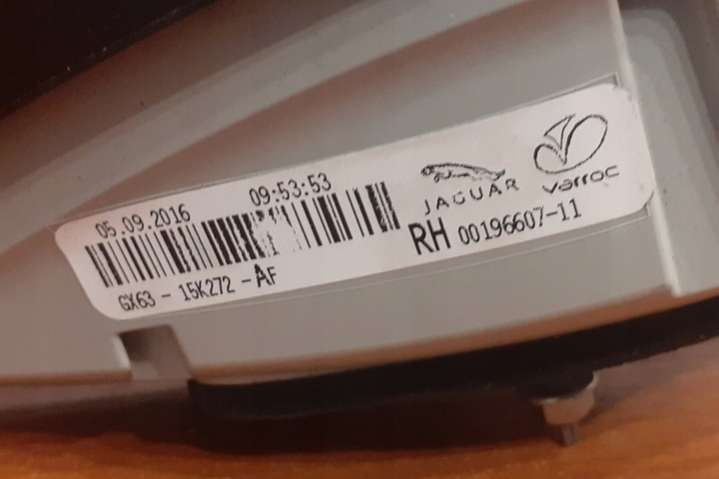 05.09.2016 09:53:53
GX63 - 15K272 - AF
JAGUAR
varroc
RH 00196607-11